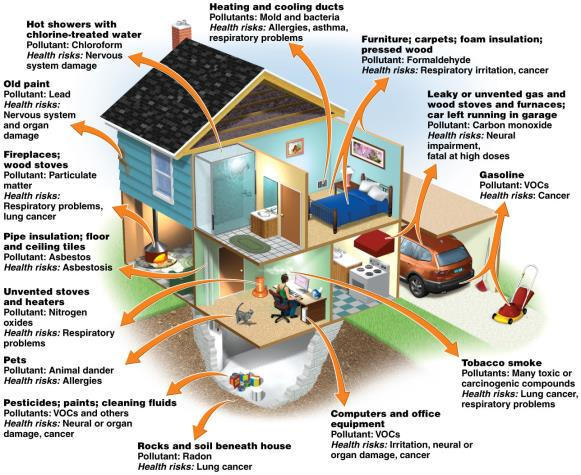 Heating and cooling ducts
Pollutants: Mold and bacteria
Health risks: Allergies, asthma,
respiratory problems
Hot showers with
chlorine-treated water
Pollutant: Chloroform
Health risks: Nervous
system damage
Furniture; carpets; foam insulation;
pressed wood
Pollutant: Formaldehyde
Health risks: Respiratory irritation, cancer
Old paint
Pollutant: Lead
Health risks:
Nervous system
and organ
damage
Leaky or unvented gas and
wood stoves and furnaces;
car left running in garage
Pollutant: Carbon monoxide
Health risks: Neural
impairment,
fatal at high doses
Fireplaces;
wood stoves
Pollutant: Particulate
matter
Health risks:
Respiratory problems,
lung cancer
Gasoline
Pollutant: VOCs
Health risks: Cancer
Pipe insulation; floor
and ceiling tiles
Pollutant: Asbestos
Health risks: Asbestosis
Unvented stoves
and heaters
Pollutant: Nitrogen
oxides
Health risks: Respiratory
problems
Pets
Pollutant: Animal dander
Health risks: Allergies
Tobacco smoke
Pollutants: Many toxic or
carcinogenic compounds
Health risks: Lung cancer,
respiratory problems
Pesticides; paints; cleaning fluids
Pollutants: VOCs and others
Health risks: Neural or organ
damage, cancer
Computers and office
equipment
Pollutant: VOCs
Health risks: Irritation, neural or
organ damage, cancer
Rocks and soil beneath house
Pollutant: Radon
Health risks: Lung cancer